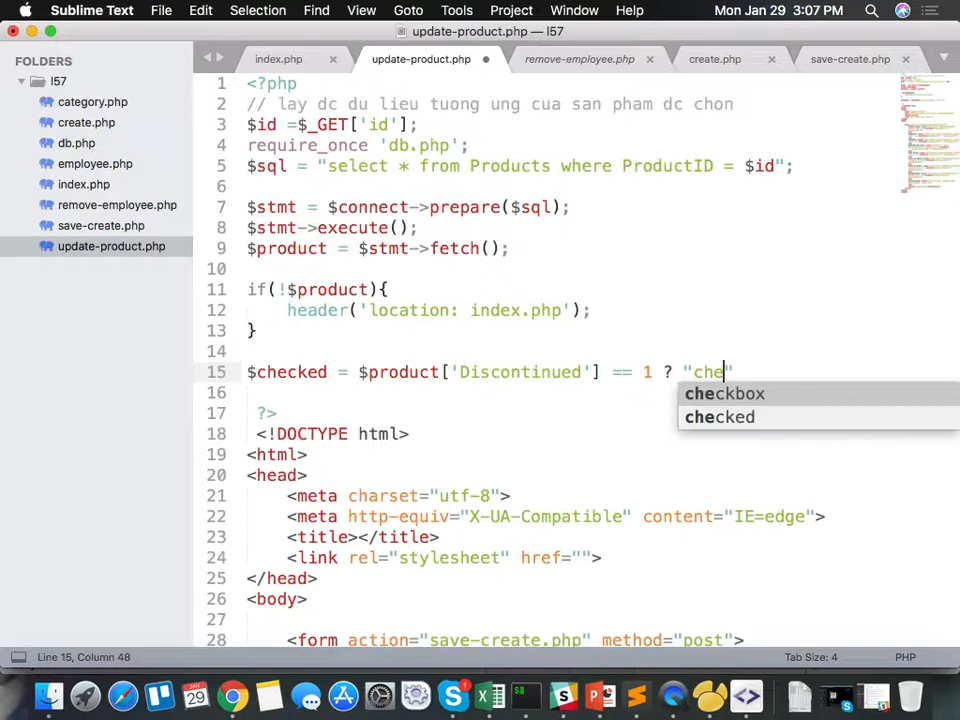 Sublime Text File Edit Selection Find View Goto Tools Project Window Help Mon Jan 29 3:07 PM
update-product.php — l57
FOLDERS
l57
category.php
create.php
db.php
employee.php
index.php
remove-employee.php
save-create.php
update-product.php
index.php update-product.php remove-employee.php create.php save-create.php
1 <?php
2 // lay dc du lieu tuong ung cua san pham dc chon
3 $id =$_GET['id'];
4 require_once 'db.php';
5 $sql = "select * from Products where ProductID = $id";
6
7 $stmt = $connect->prepare($sql);
8 $stmt->execute();
9 $product = $stmt->fetch();
10
11 if(!$product){
12 header('location: index.php');
13 }
14
15 $checked = $product['Discontinued'] == 1 ? "che"
checkbox
checked
16
17 ?>
18 <!DOCTYPE html>
19 <html>
20 <head>
21 <meta charset="utf-8">
22 <meta http-equiv="X-UA-Compatible" content="IE=edge">
23 <title></title>
24 <link rel="stylesheet" href="">
25 </head>
26 <body>
27
28 <form action="save-create.php" method="post">
Line 15, Column 48 Tab Size: 4 PHP
JAN
29
1